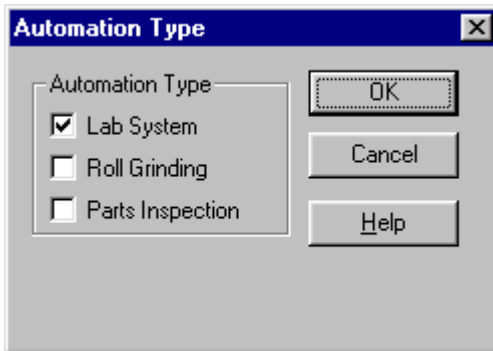 Automation Type
Automation Type
Lab System
Roll Grinding
Parts Inspection
OK
Cancel
Help